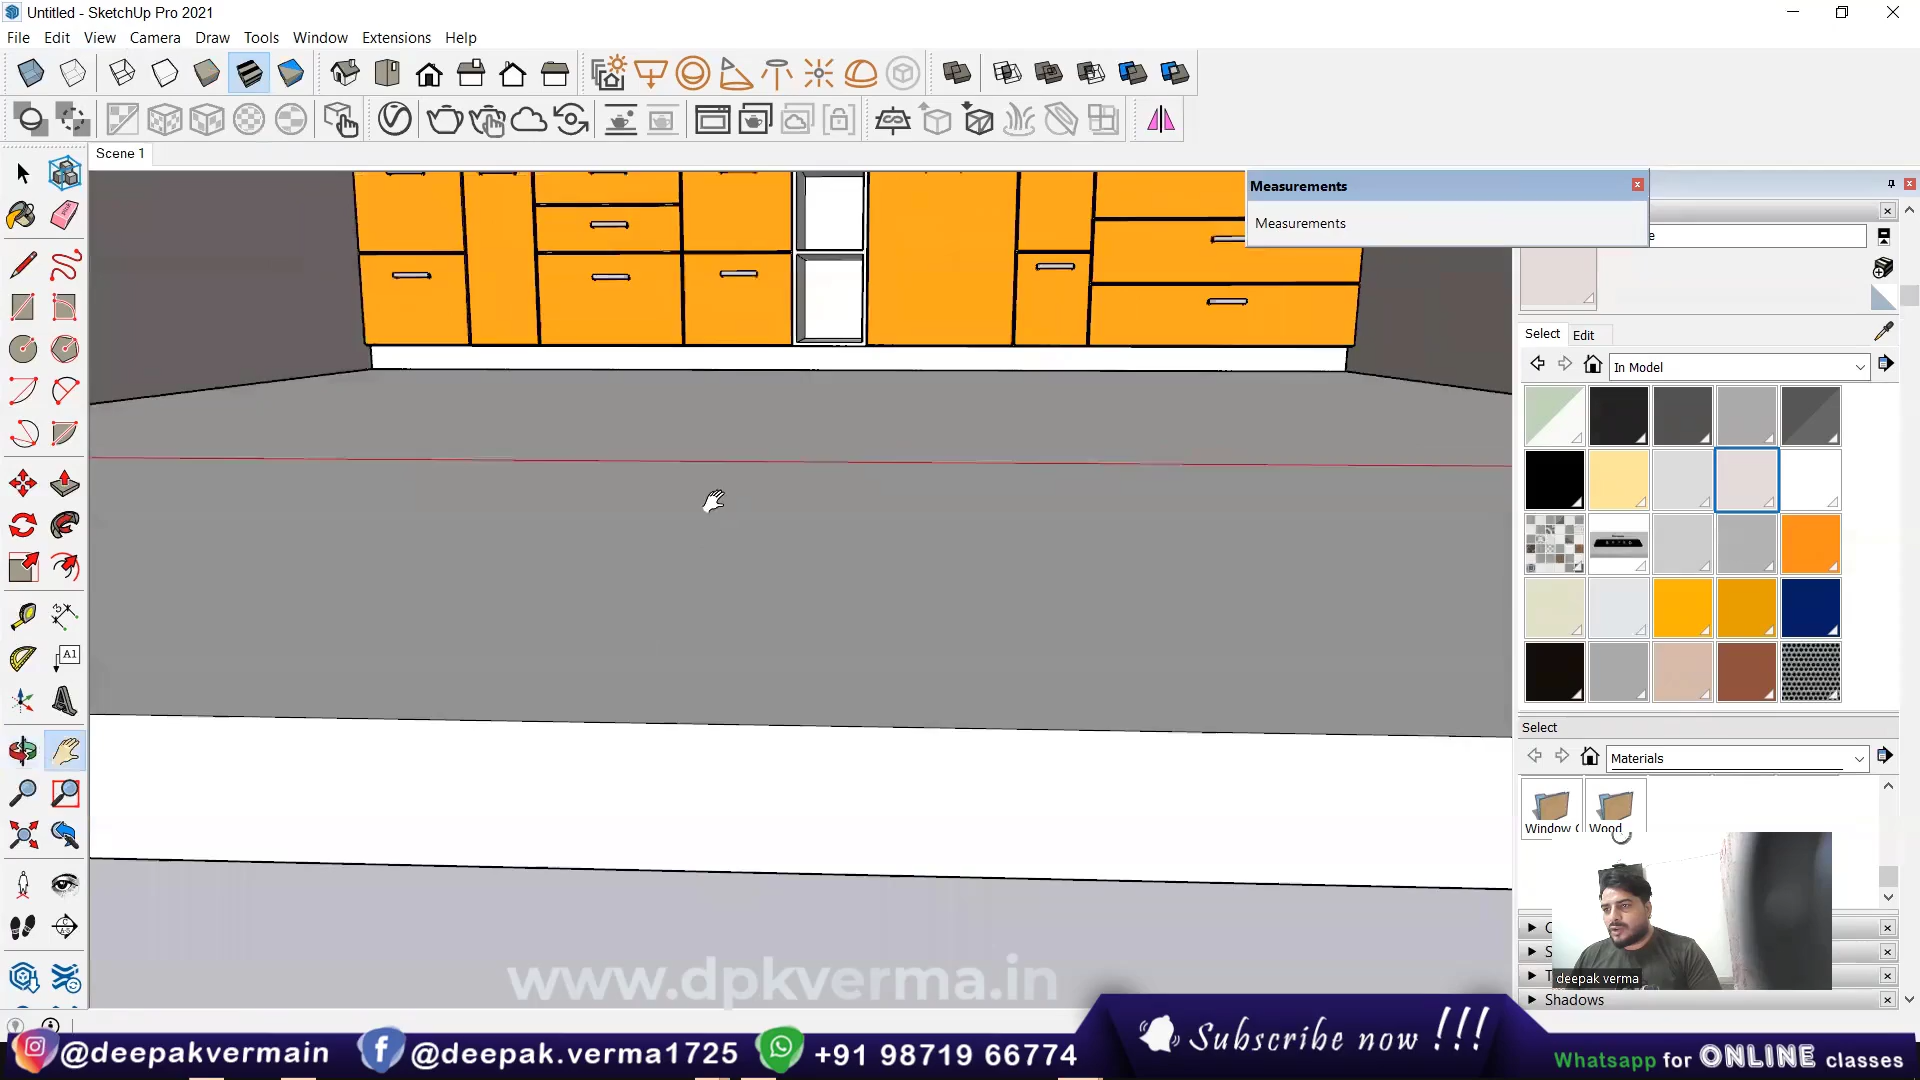 Untitled - SketchUp Pro 2021
File Edit View Camera Draw Tools Window Extensions Help
Scene 1
Measurements
Measurements
Select Edit
In Model
A1
Select
Materials
Window
Wood
deepak verma
Shadows
www.dpkverma.in
@deepakvermain
@deepak.verma1725
+91 98719 66774
Subscribe now !!!
Whatsapp for ONLINE classes